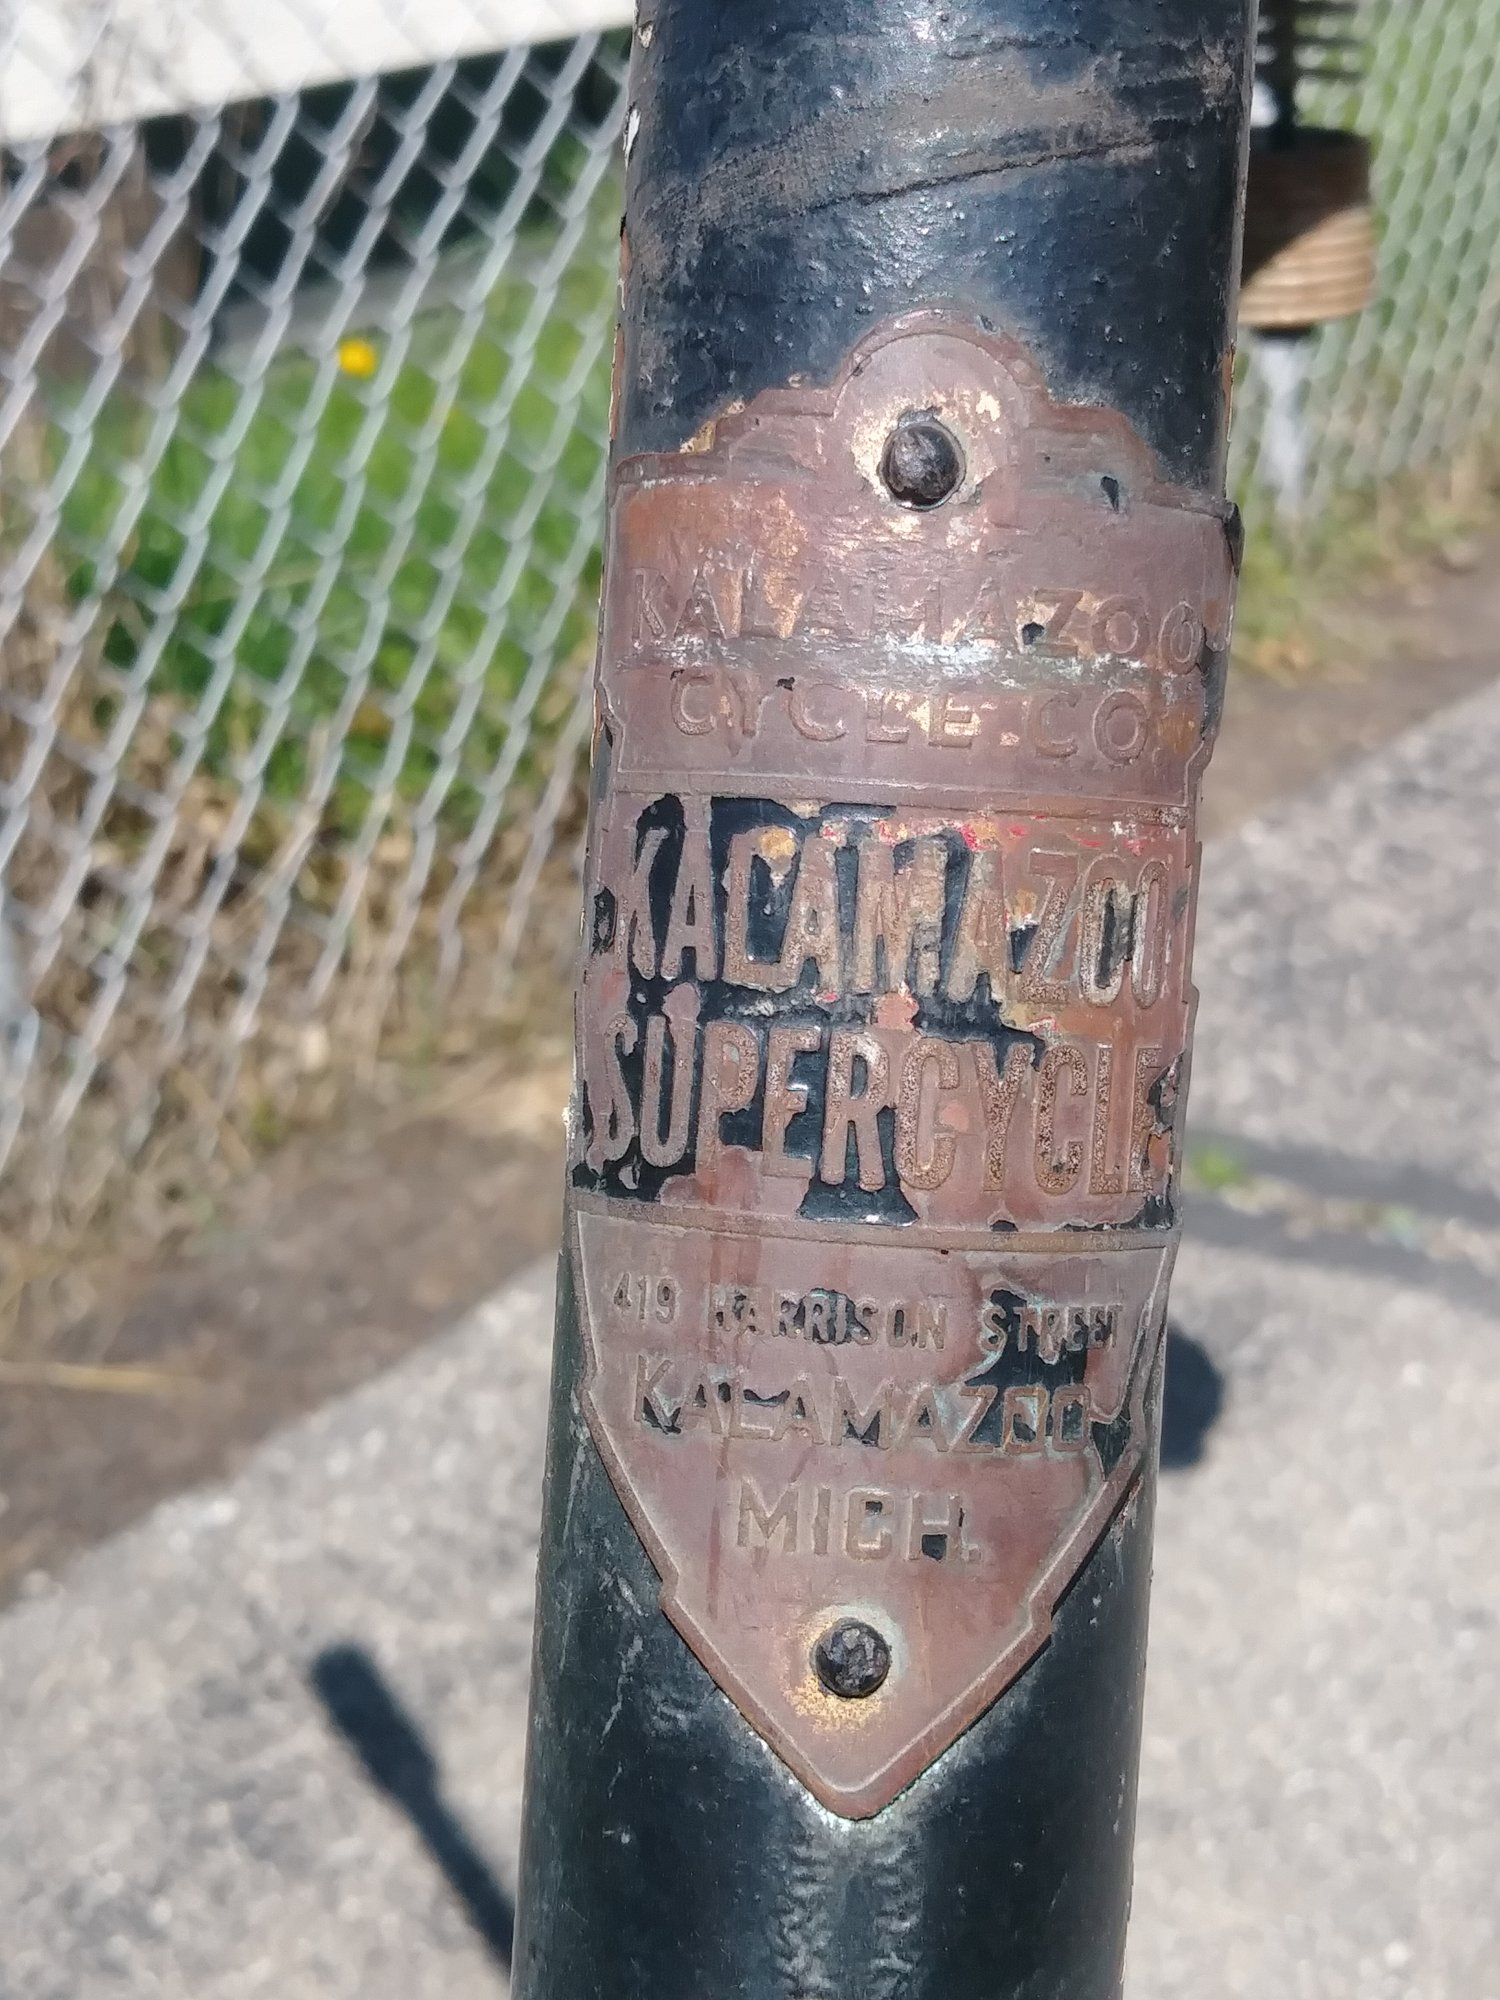 KALAMAZOO
CYCLE CO.
KALAMAZOO
SUPERCYCLE
419 HARRISON STREET
KALAMAZOO
MICH.